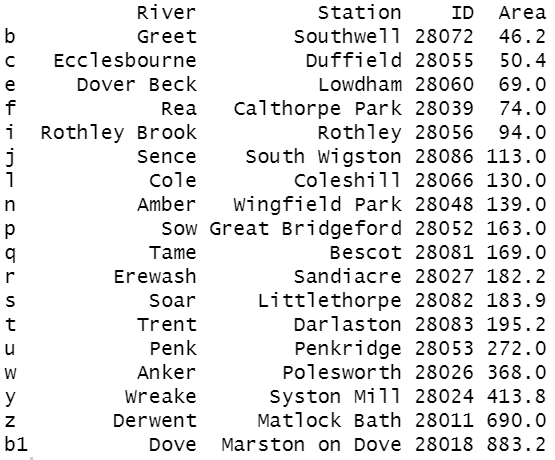 River Station ID Area
b Greet Southwell 28072 46.2
c Ecclesbourne Duffield 28055 50.4
e Dover Beck Lowdham 28060 69.0
f Rea Calthorpe Park 28039 74.0
i Rothley Brook Rothley 28056 94.0
j Sence South Wigston 28086 113.0
l Cole Coleshill 28066 130.0
n Amber Wingfield Park 28048 139.0
p Sow Great Bridgeford 28052 163.0
q Tame Bescot 28081 169.0
r Erewash Sandiacre 28027 182.2
s Soar Littlethorpe 28082 183.9
t Trent Darlaston 28083 195.2
u Penk Penkridge 28053 272.0
w Anker Polesworth 28026 368.0
y Wreake Syston Mill 28024 413.8
z Derwent Matlock Bath 28011 690.0
b1 Dove Marston on Dove 28018 883.2